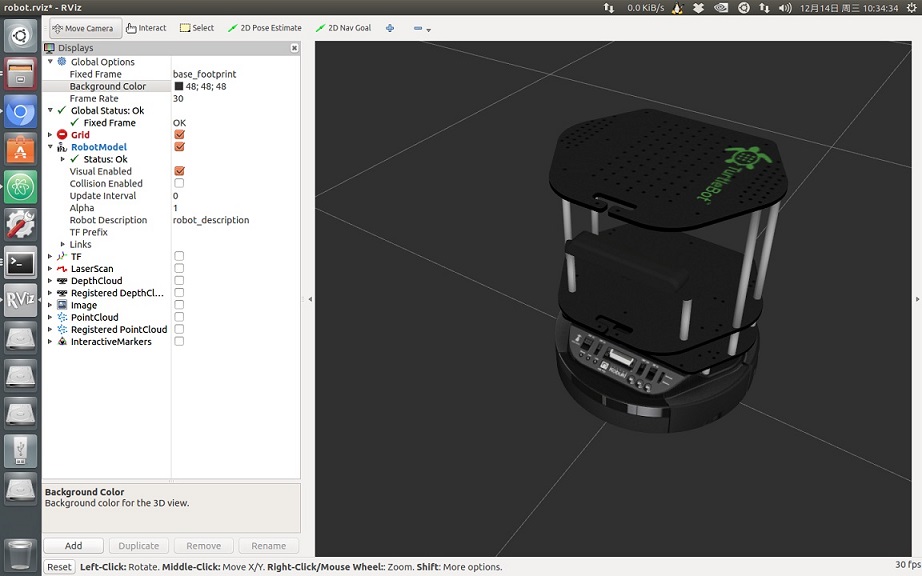 robot.rviz* - RViz
0.0 KiB/s
12月14日 周三 10:34:34
Move Camera Interact Select 2D Pose Estimate 2D Nav Goal
Displays
Global Options
Fixed Frame base_footprint
Background Color 48; 48; 48
Frame Rate 30
Global Status: Ok
Fixed Frame OK
Grid
RobotModel
Status: Ok
Visual Enabled
Collision Enabled
Update Interval 0
Alpha 1
Robot Description robot_description
TF Prefix
Links
TF
LaserScan
DepthCloud
Registered DepthCl...
Image
PointCloud
Registered PointCloud
InteractiveMarkers
TurtleBot
RViz
Background Color
Background color for the 3D view.
Add Duplicate Remove Rename
Reset Left-Click: Rotate. Middle-Click: Move X/Y. Right-Click/Mouse Wheel:: Zoom. Shift: More options.
30 fps